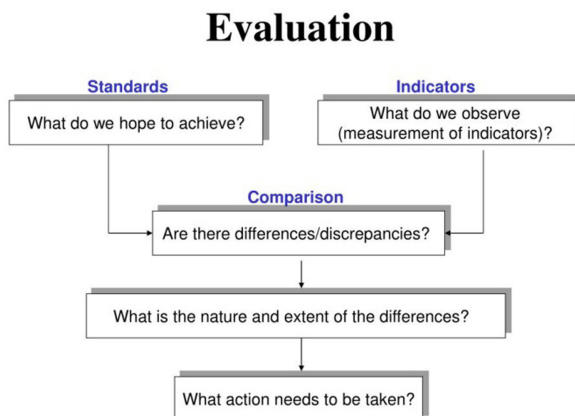 Evaluation
Standards
What do we hope to achieve?
Indicators
What do we observe
(measurement of indicators)?
Comparison
Are there differences/discrepancies?
What is the nature and extent of the differences?
What action needs to be taken?